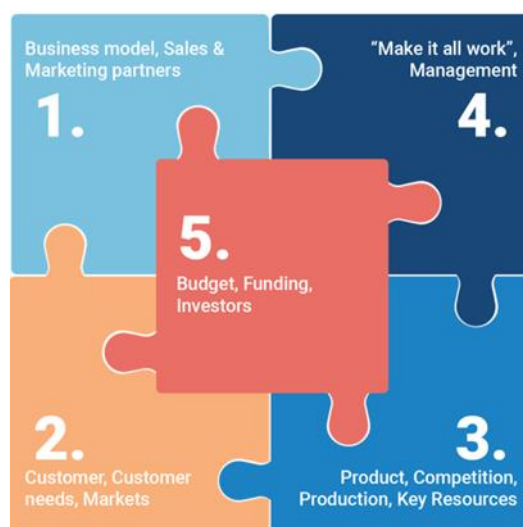 Business model, Sales &
Marketing partners
1.
“Make it all work”,
Management
4.
5.
Budget, Funding,
Investors
2.
Customer, Customer
needs, Markets
3.
Product, Competition,
Production, Key Resources